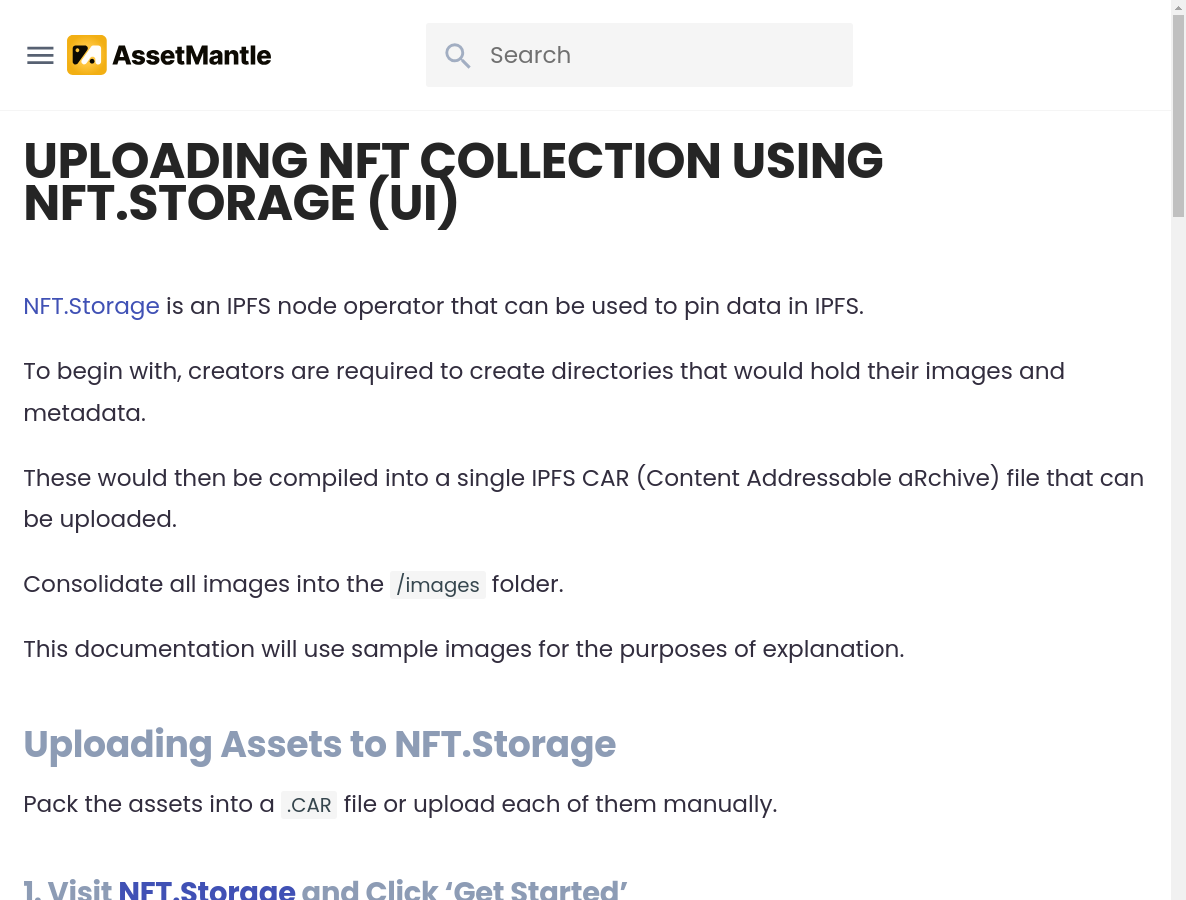 AssetMantle
Search
UPLOADING NFT COLLECTION USING
NFT.STORAGE (UI)
NFT.Storage is an IPFS node operator that can be used to pin data in IPFS.
To begin with, creators are required to create directories that would hold their images and
metadata.
These would then be compiled into a single IPFS CAR (Content Addressable aRchive) file that can
be uploaded.
Consolidate all images into the /images folder.
This documentation will use sample images for the purposes of explanation.
Uploading Assets to NFT.Storage
Pack the assets into a .CAR file or upload each of them manually.
1. Visit NFT.Storage and Click ‘Get Started’